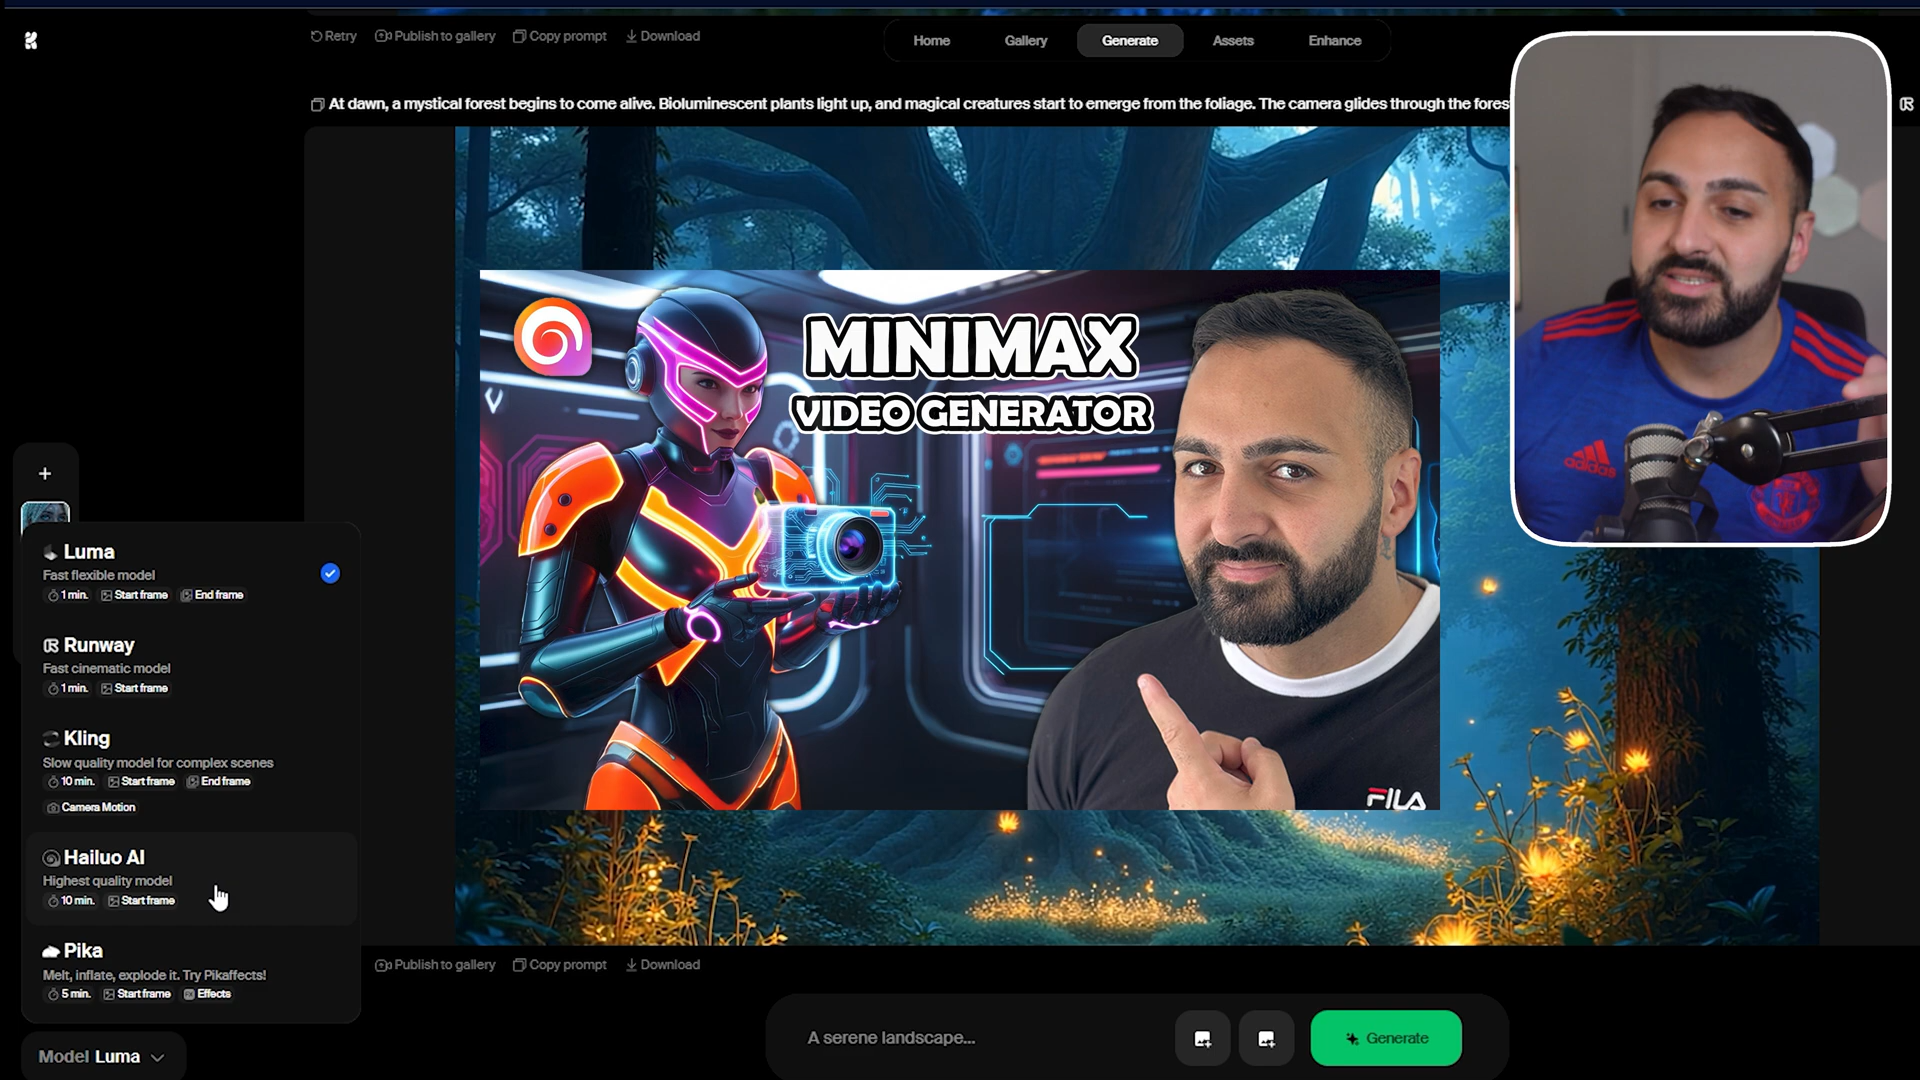 Retry
Publish to gallery
Copy prompt
Download
Home
Gallery
Generate
Assets
Enhance
At dawn, a mystical forest begins to come alive. Bioluminescent plants light up, and magical creatures start to emerge from the foliage. The camera glides through the fores
MINIMAX
VIDEO GENERATOR
FILA
adidas
Luma
Fast flexible model
1 min. Start frame End frame
Runway
Fast cinematic model
1 min. Start frame
Kling
Slow quality model for complex scenes
10 min. Start frame End frame
Camera Motion
Hailuo AI
Highest quality model
10 min. Start frame
Pika
Melt, inflate, explode it. Try Pikaffects!
5 min. Start frame Effects
Model Luma
Publish to gallery
Copy prompt
Download
A serene landscape...
Generate